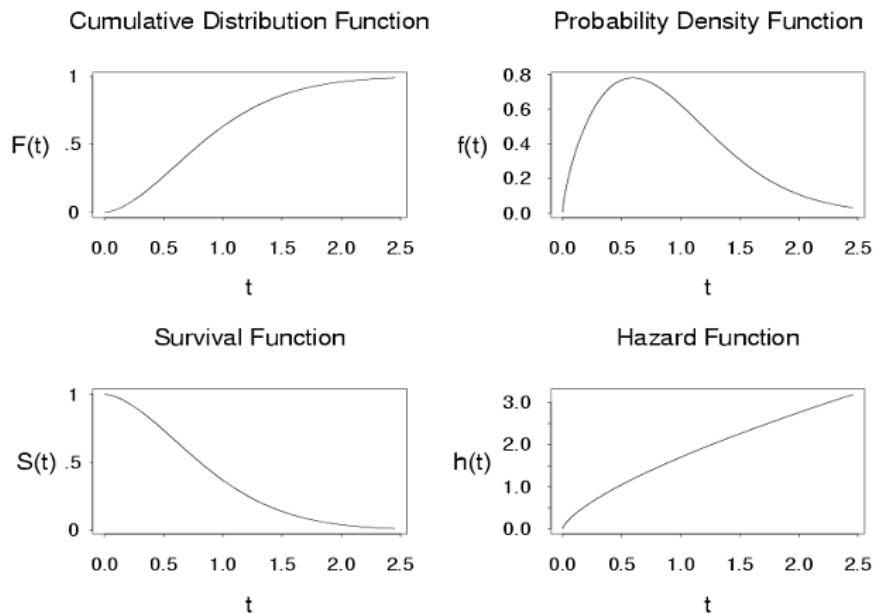 Cumulative Distribution Function
1
F(t)
.5
0
0.0 0.5 1.0 1.5 2.0 2.5
t
Probability Density Function
0.8
0.6
f(t)
0.4
0.2
0.0
0.0 0.5 1.0 1.5 2.0 2.5
t
Survival Function
1
S(t)
.5
0
0.0 0.5 1.0 1.5 2.0 2.5
t
Hazard Function
3.0
2.0
h(t)
1.0
0.0
0.0 0.5 1.0 1.5 2.0 2.5
t